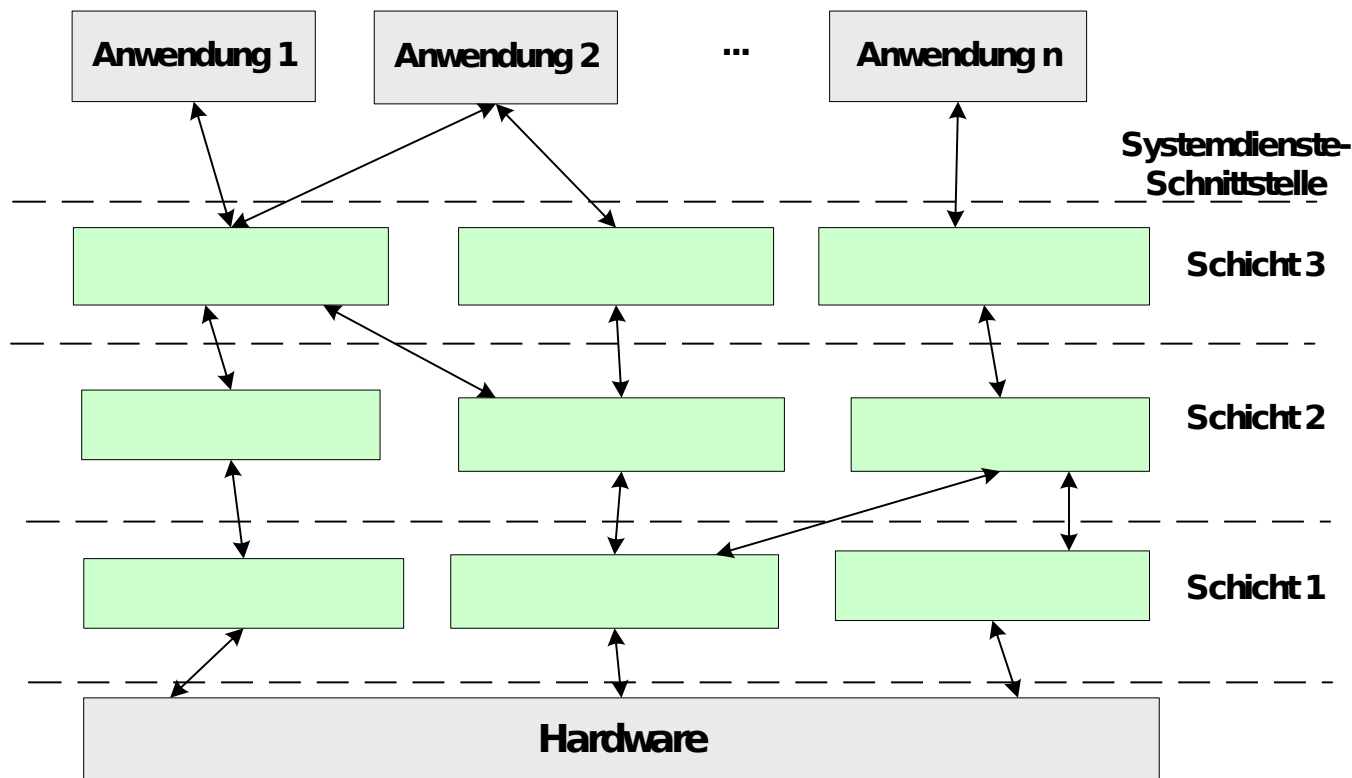 Anwendung 1
Anwendung 2
...
Anwendung n
Systemdienste-
Schnittstelle
Schicht 3
Schicht 2
Schicht 1
Hardware